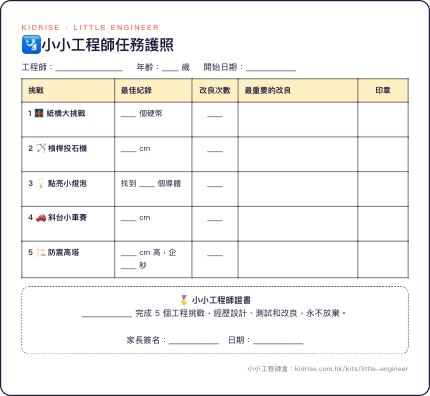 KIDRISE · LITTLE ENGINEER
🛂小小工程師任務護照
工程師：______________ 年齡：____ 歲 開始日期：____________
挑戰 最佳記錄 改良次數 最重要的改良 印章
1 🌉 紙橋大挑戰 ____ 個硬幣 ____
2 🏹 槓桿投石機 ____ cm ____
3 💡 點亮小燈泡 找到 ____ 個導體 ____
4 🚗 斜台小車賽 ____ cm ____
5 🏗️ 防震高塔 ____ cm 高，企 ____
____ 秒
🏅 小小工程師證書
______________ 完成 5 個工程挑戰，經歷設計、測試和改良，永不放棄。
家長簽名：____________ 日期：____________
小小工程師盒：kidrise.com.hk/kits/little-engineer